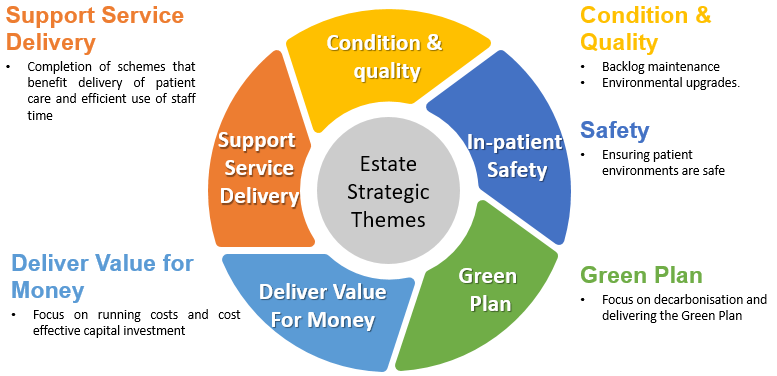 Support Service
Delivery
• Completion of schemes that
benefit delivery of patient
care and efficient use of staff
time
Condition &
quality
Condition &
Quality
• Backlog maintenance
• Environmental upgrades.
Support
Service
Delivery
Estate
Strategic
Themes
In-patient
Safety
Safety
• Ensuring patient
environments are safe
Deliver Value for
Money
• Focus on running costs and cost
effective capital investment
Deliver Value
For Money
Green
Plan
Green Plan
• Focus on decarbonisation and
delivering the Green Plan